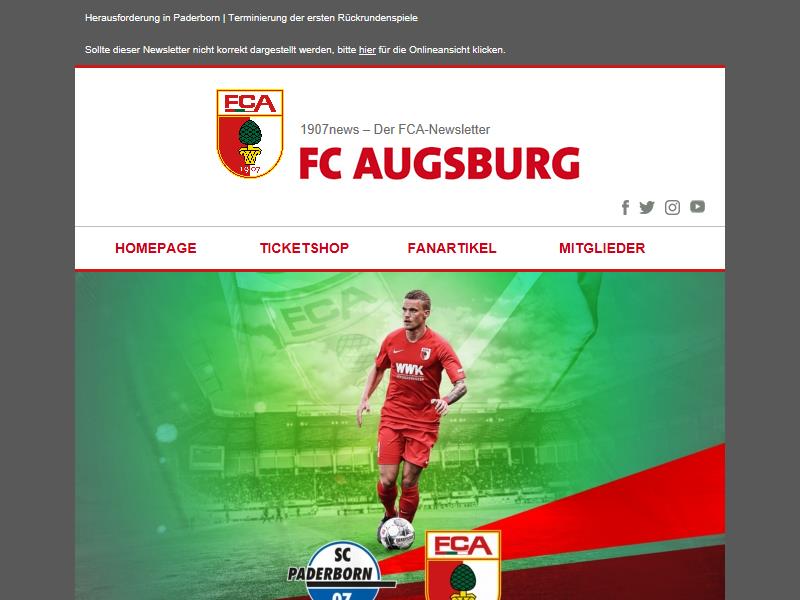 Herausforderung in Paderborn | Terminierung der ersten Rückrundenspiele
Sollte dieser Newsletter nicht korrekt dargestellt werden, bitte hier für die Onlineansicht klicken.
FCA
1907
1907news – Der FCA-Newsletter
FC AUGSBURG
HOMEPAGE TICKETSHOP FANARTIKEL MITGLIEDER
FCA
WWK
SC
PADERBORN
07
FCA